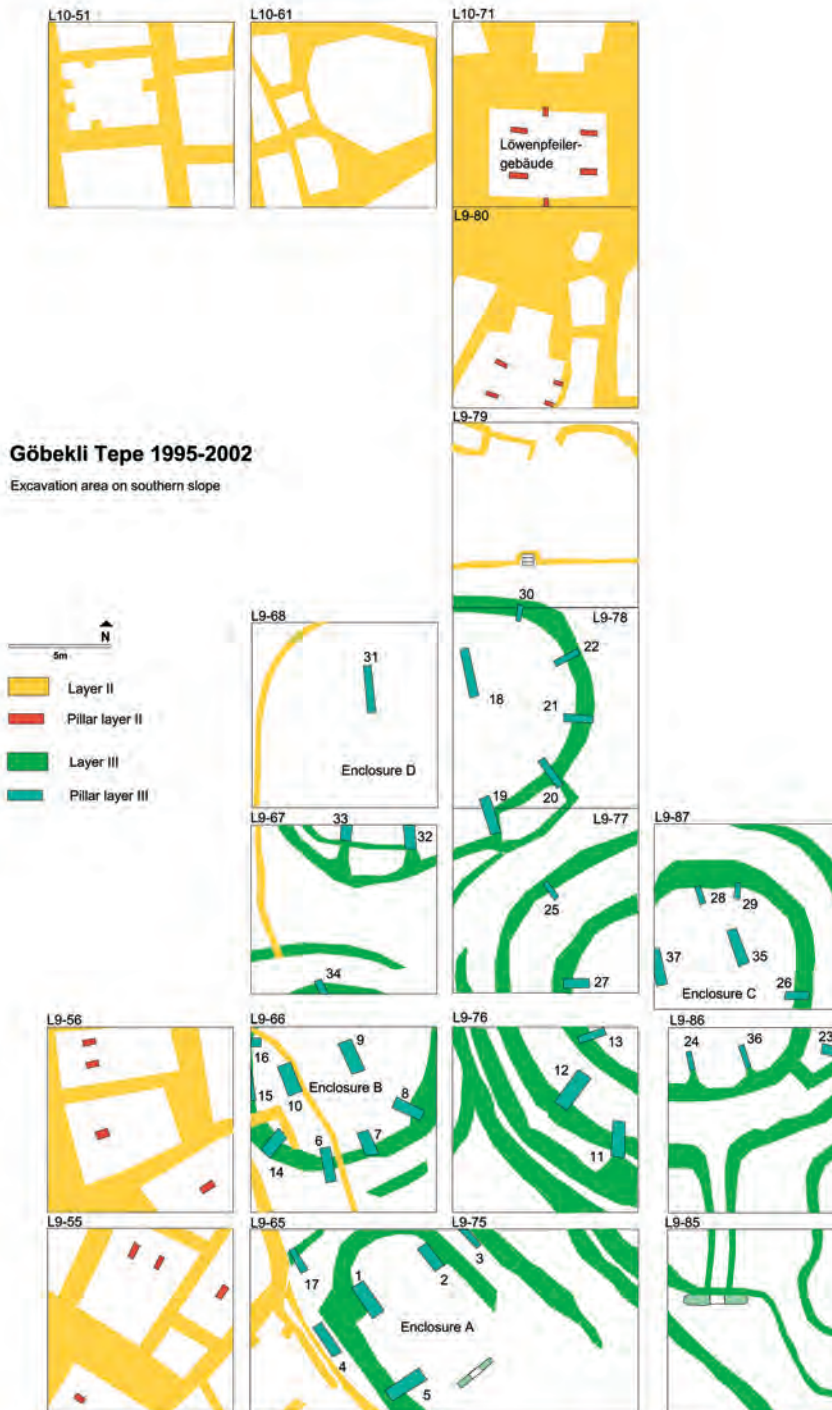 L10-51
L10-61
L10-71
Löwenpfeiler-
gebäude
L9-80
L9-79
Göbekli Tepe 1995-2002
Excavation area on southern slope
N
5m
Layer II
Pillar layer II
Layer III
Pillar layer III
30
L9-68
L9-78
31
22
18
21
Enclosure D
20
19
L9-67
33
32
L9-77
L9-87
25
28
29
37
35
34
27
26
Enclosure C
L9-56
L9-66
L9-76
L9-86
16
9
13
24
36
23
15
10
Enclosure B
8
12
14
6
7
11
L9-55
L9-65
L9-75
L9-85
17
1
2
3
Enclosure A
4
5